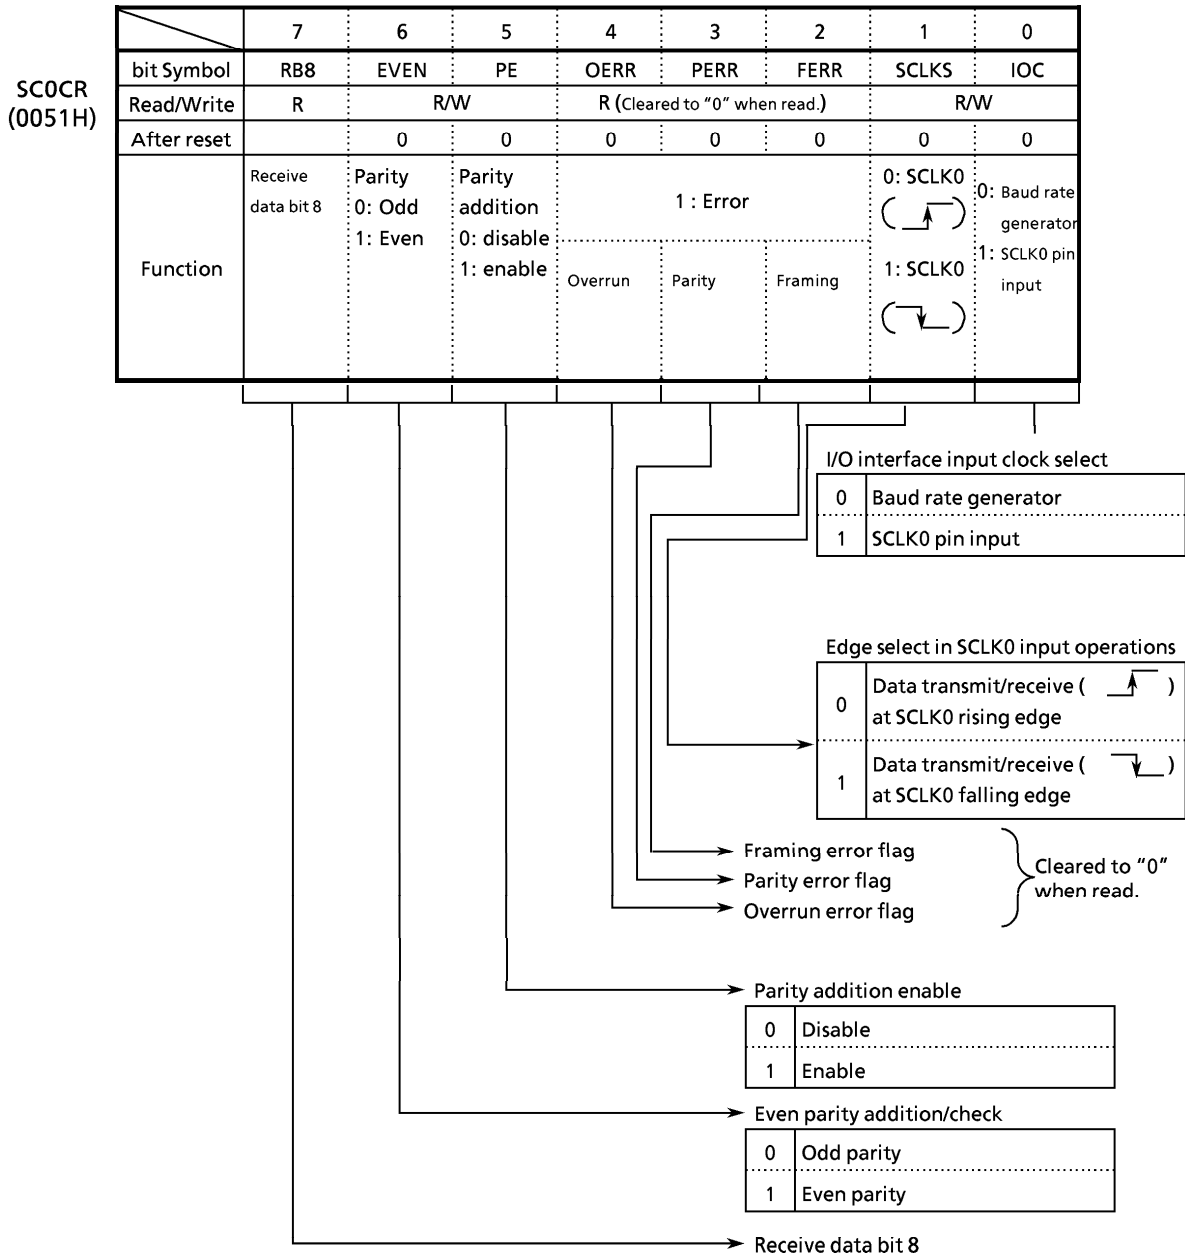 7 6 5 4 3 2 1 0
SC0CR
(0051H)
bit Symbol RB8 EVEN PE OERR PERR FERR SCLKS IOC
Read/Write R R/W R (Cleared to “0” when read.) R/W
After reset 0 0 0 0 0 0 0
Function
Receive
data bit 8
Parity
0: Odd
1: Even
Parity
addition
0: disable
1: enable
1 : Error
Overrun Parity Framing
0: SCLK0
1: SCLK0
0: Baud rate
generator
1: SCLK0 pin
input
I/O interface input clock select
0 Baud rate generator
1 SCLK0 pin input
Edge select in SCLK0 input operations
0 Data transmit/receive ( )
at SCLK0 rising edge
1 Data transmit/receive ( )
at SCLK0 falling edge
Framing error flag
Parity error flag
Overrun error flag
Cleared to “0”
when read.
Parity addition enable
0 Disable
1 Enable
Even parity addition/check
0 Odd parity
1 Even parity
Receive data bit 8